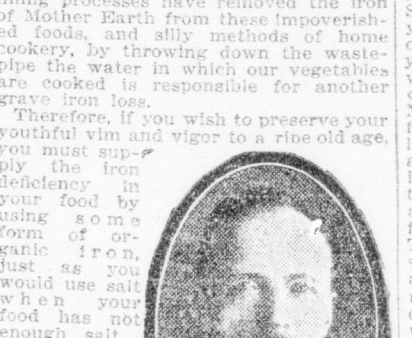 ining processes have removed the iron
of Mother Earth from these impoverish-
ed foods, and silly methods of home
cookery, by throwing down the waste-
pipe the water in which our vegetables
are cooked is responsible for another
grave iron loss.
Therefore, if you wish to preserve your
youthful vim and vigor to a ripe old age,
you must sup-
ply the iron
deficiency in
your food by
using some
form of or-
ganic iron,
just as you
would use salt
when your
food has not
enough salt